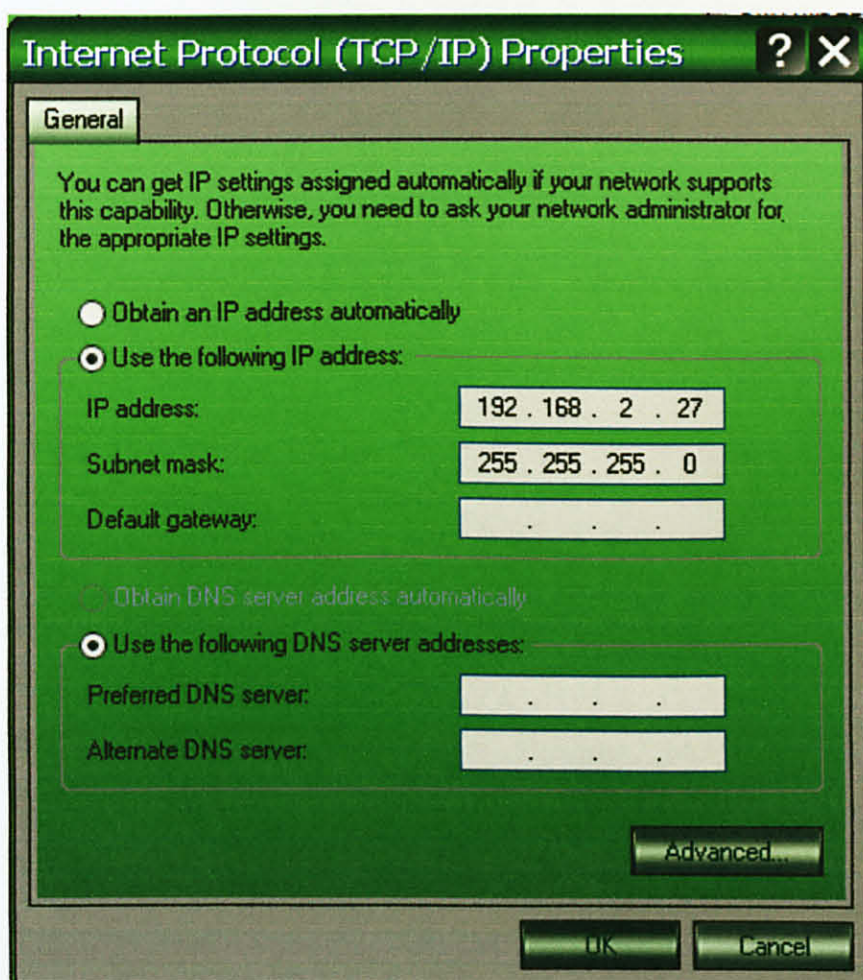 Internet Protocol (TCP/IP) Properties
General
You can get IP settings assigned automatically if your network supports
this capability. Otherwise, you need to ask your network administrator for
the appropriate IP settings.
Obtain an IP address automatically
Use the following IP address:
IP address: 192 . 168 . 2 . 27
Subnet mask: 255 . 255 . 255 . 0
Default gateway: . . .
Obtain DNS server address automatically
Use the following DNS server addresses:
Preferred DNS server: . . .
Alternate DNS server: . . .
Advanced...
OK Cancel